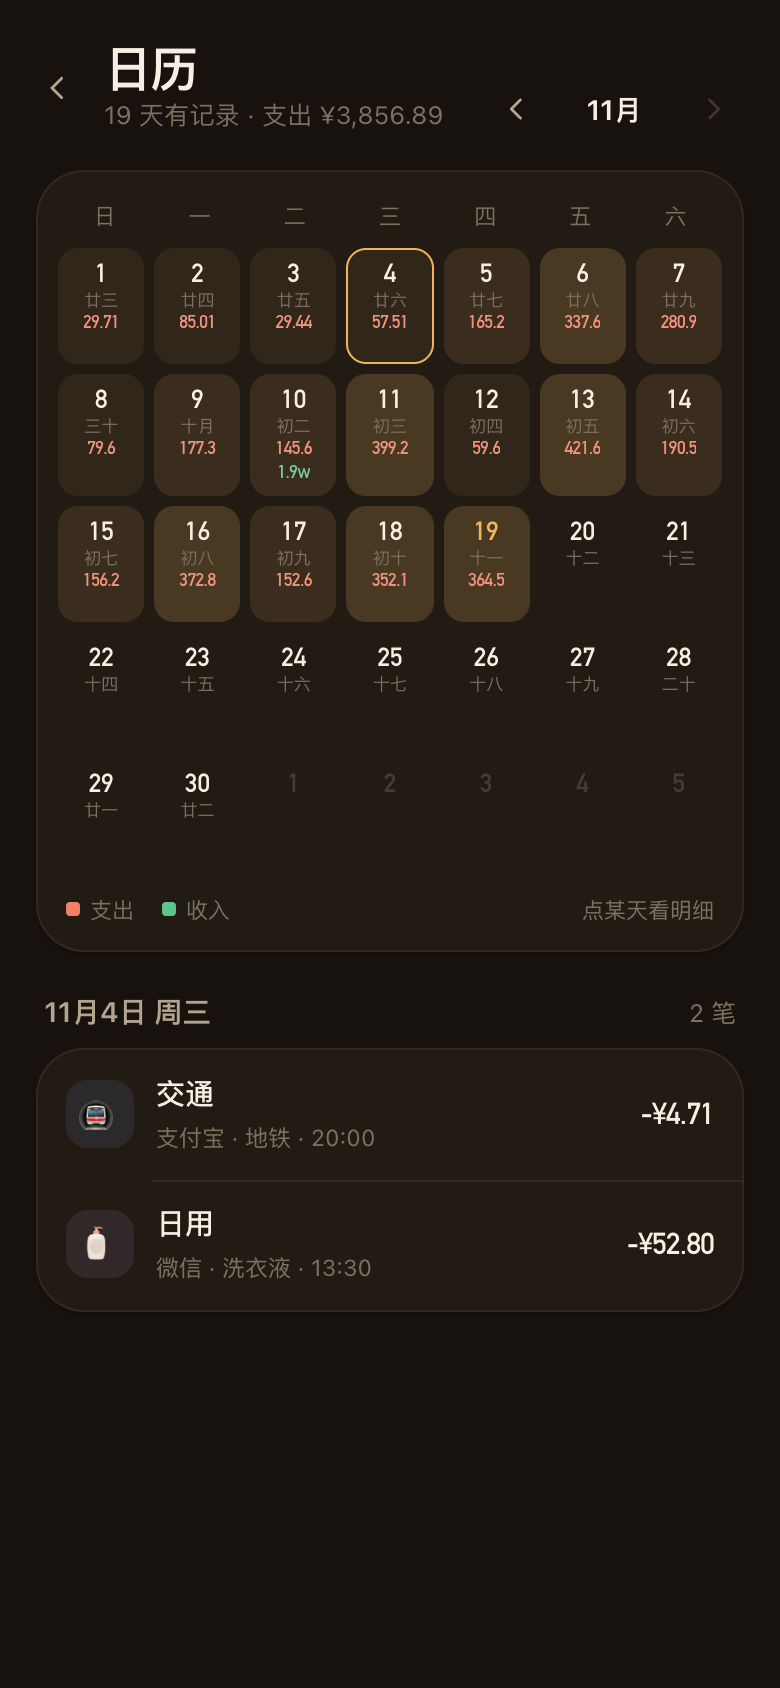 日历
19 天有记录 · 支出 ¥3,856.89
11月
日 一 二 三 四 五 六
1 2 3 4 5 6 7
廿三 廿四 廿五 廿六 廿七 廿八 廿九
29.71 85.01 29.44 57.51 165.2 337.6 280.9
8 9 10 11 12 13 14
三十 十月 初二 初三 初四 初五 初六
79.6 177.3 145.6 399.2 59.6 421.6 190.5
1.9w
15 16 17 18 19 20 21
初七 初八 初九 初十 十一 十二 十三
156.2 372.8 152.6 352.1 364.5
22 23 24 25 26 27 28
十四 十五 十六 十七 十八 十九 二十
29 30 1 2 3 4 5
廿一 廿二
支出 收入 点某天看明细
11月4日 周三 2 笔
交通
支付宝 · 地铁 · 20:00
-¥4.71
日用
微信 · 洗衣液 · 13:30
-¥52.80